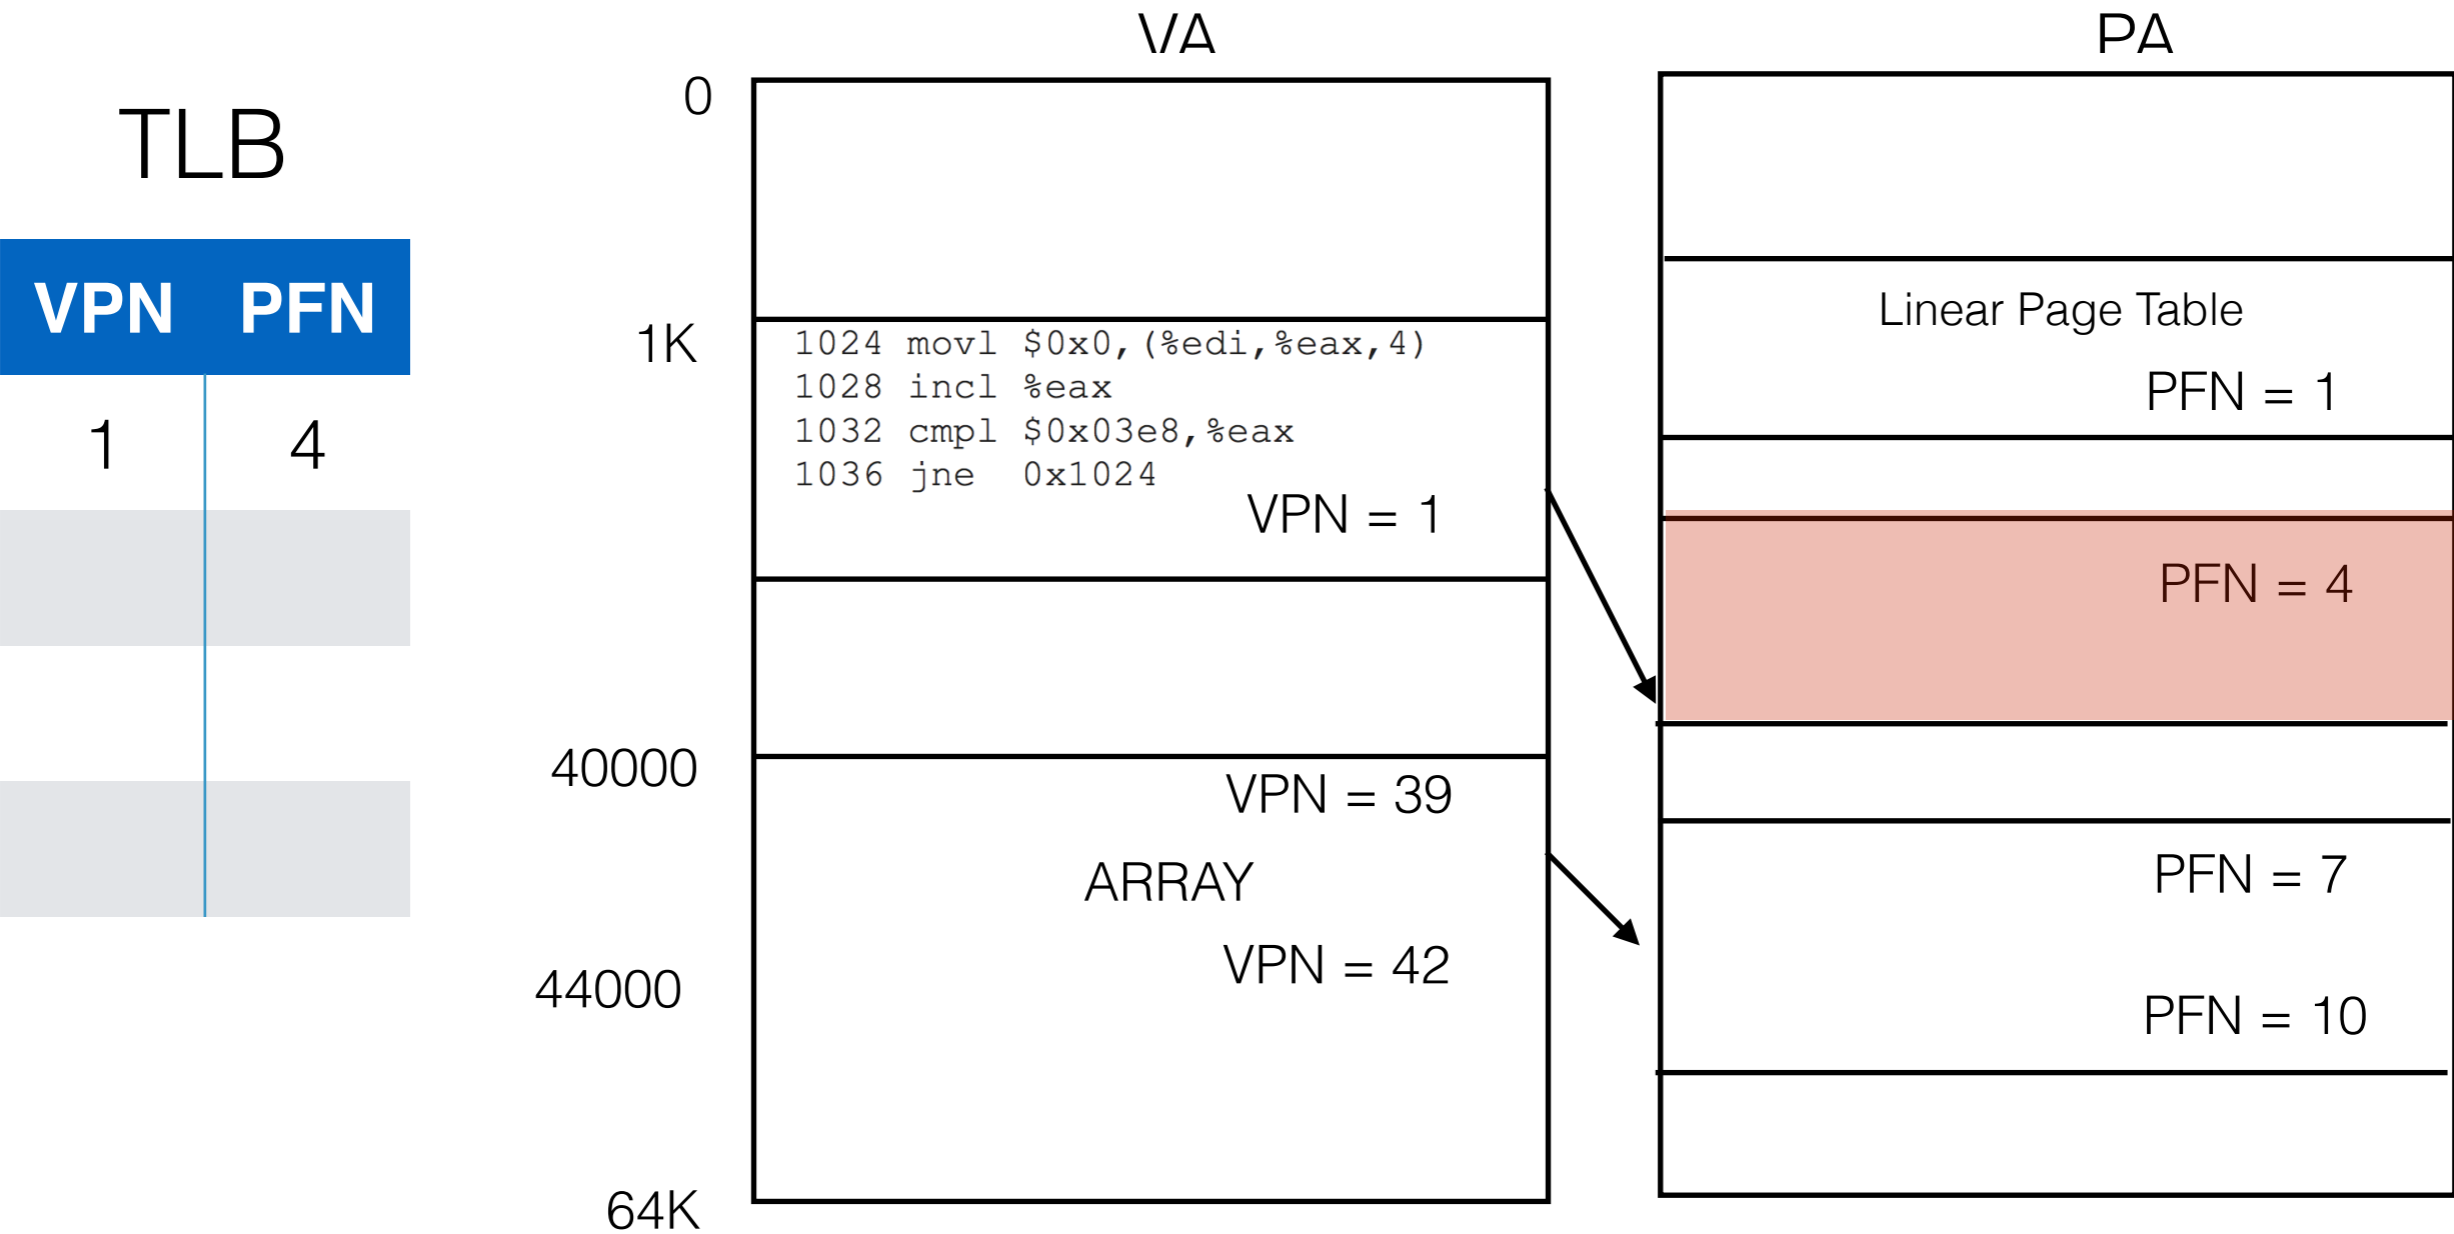 TLB
VPN PFN
1 4
VA
0
1K
1024 movl $0x0,(%edi,%eax,4)
1028 incl %eax
1032 cmpl $0x03e8,%eax
1036 jne 0x1024
VPN = 1
40000
VPN = 39
ARRAY
VPN = 42
44000
64K
PA
Linear Page Table
PFN = 1
PFN = 4
PFN = 7
PFN = 10